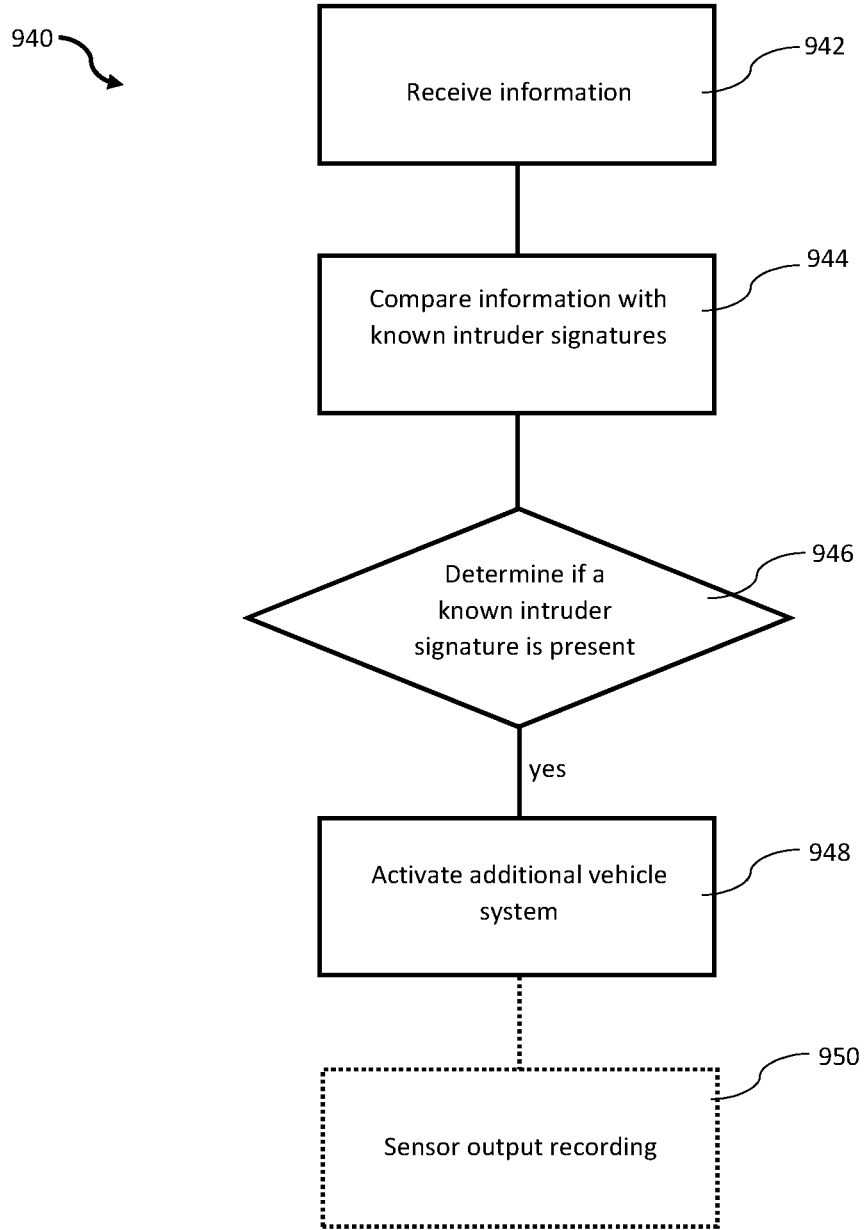 940
942
Receive information
944
Compare information with
known intruder signatures
946
Determine if a
known intruder
signature is present
yes
948
Activate additional vehicle
system
950
Sensor output recording